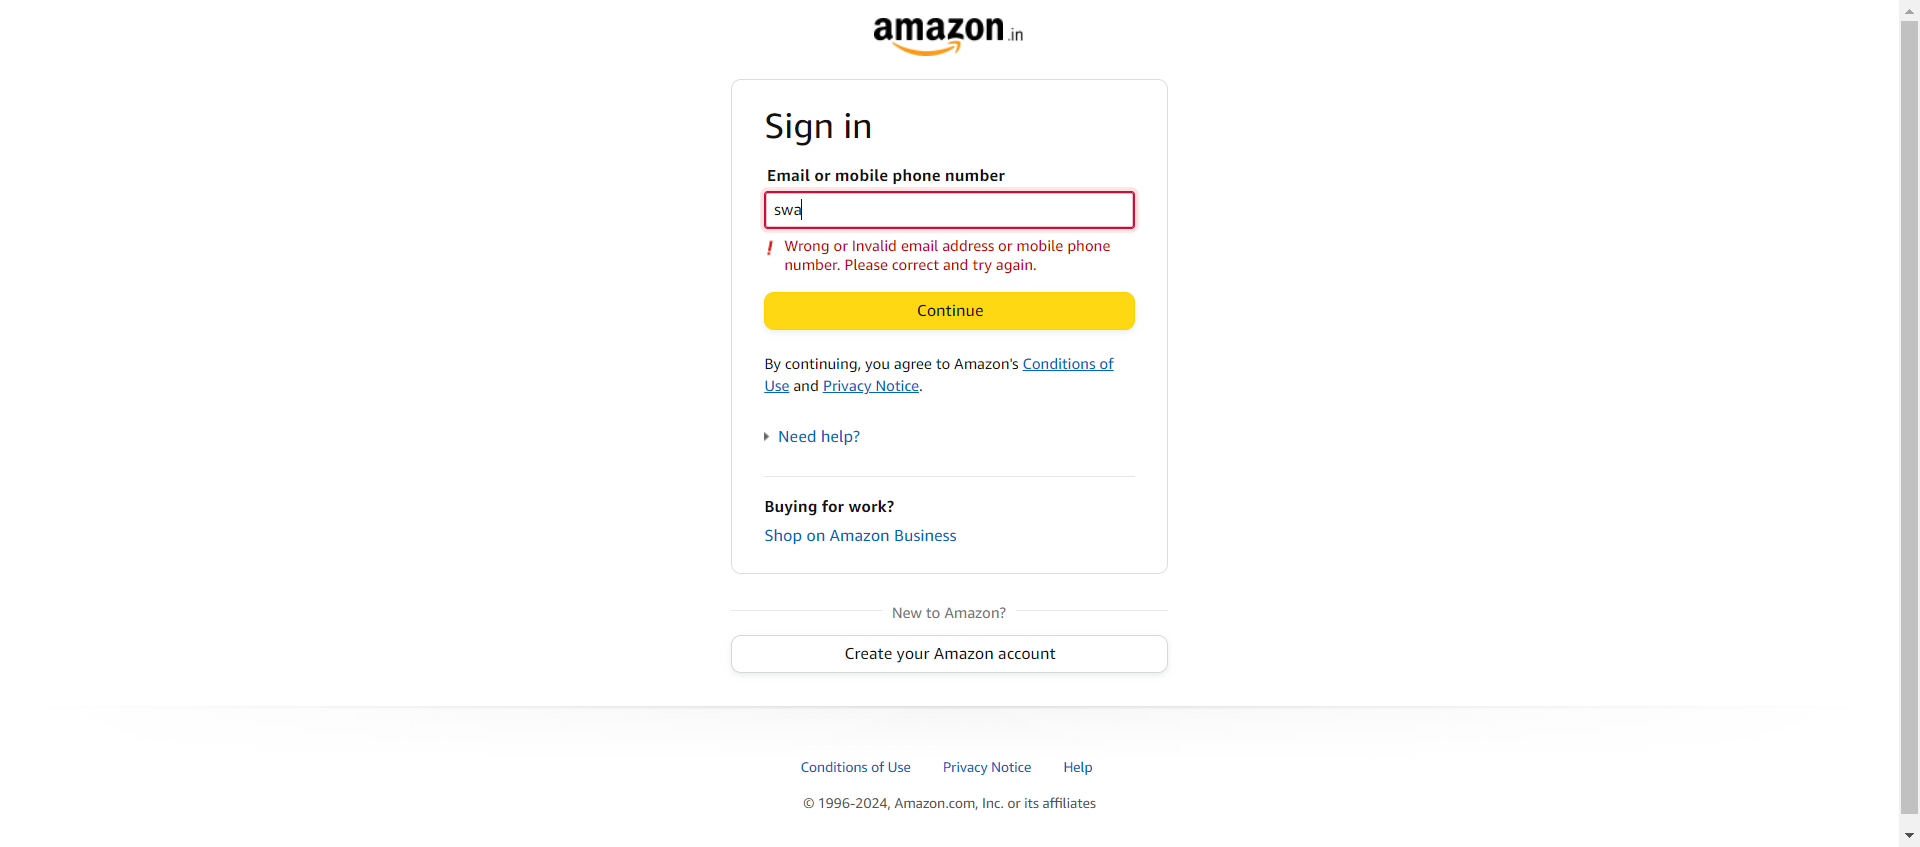 amazon.in
Sign in
Email or mobile phone number
swa
! Wrong or Invalid email address or mobile phone
number. Please correct and try again.
Continue
By continuing, you agree to Amazon's Conditions of
Use and Privacy Notice.
Need help?
Buying for work?
Shop on Amazon Business
New to Amazon?
Create your Amazon account
Conditions of Use Privacy Notice Help
© 1996-2024, Amazon.com, Inc. or its affiliates